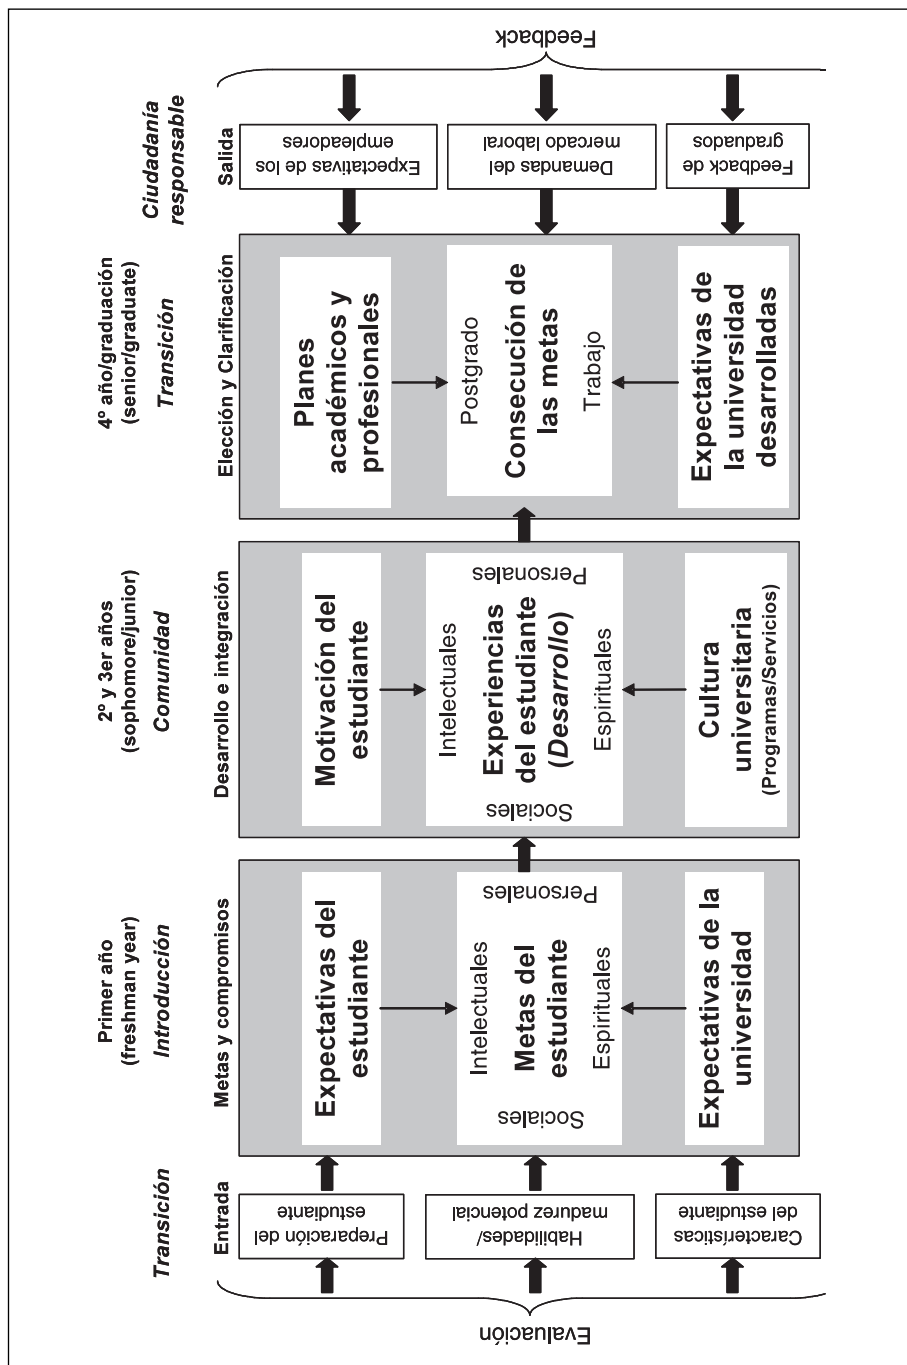 Transición
Entrada
Evaluación
Preparación del
estudiante
Habilidades/
madurez potencial
Características
del estudiante
Primer año
(freshman year)
Introducción
Metas y compromisos
Expectativas del
estudiante
Intelectuales
Sociales
Metas del
estudiante
Personales
Espirituales
Expectativas de la
universidad
2º y 3er años
(sophomore/junior)
Comunidad
Desarrollo e integración
Motivación del
estudiante
Intelectuales
Sociales
Experiencias
del estudiante
(Desarrollo)
Personales
Espirituales
Cultura
universitaria
(Programas/Servicios)
4º año/graduación
(senior/graduate)
Transición
Elección y Clarificación
Planes
académicos y
profesionales
Postgrado
Consecución de
las metas
Trabajo
Expectativas de
la universidad
desarrolladas
Ciudadanía
responsable
Salida
Expectativas de los
empleadores
Demandas del
mercado laboral
Feedback de
graduados
Feedback